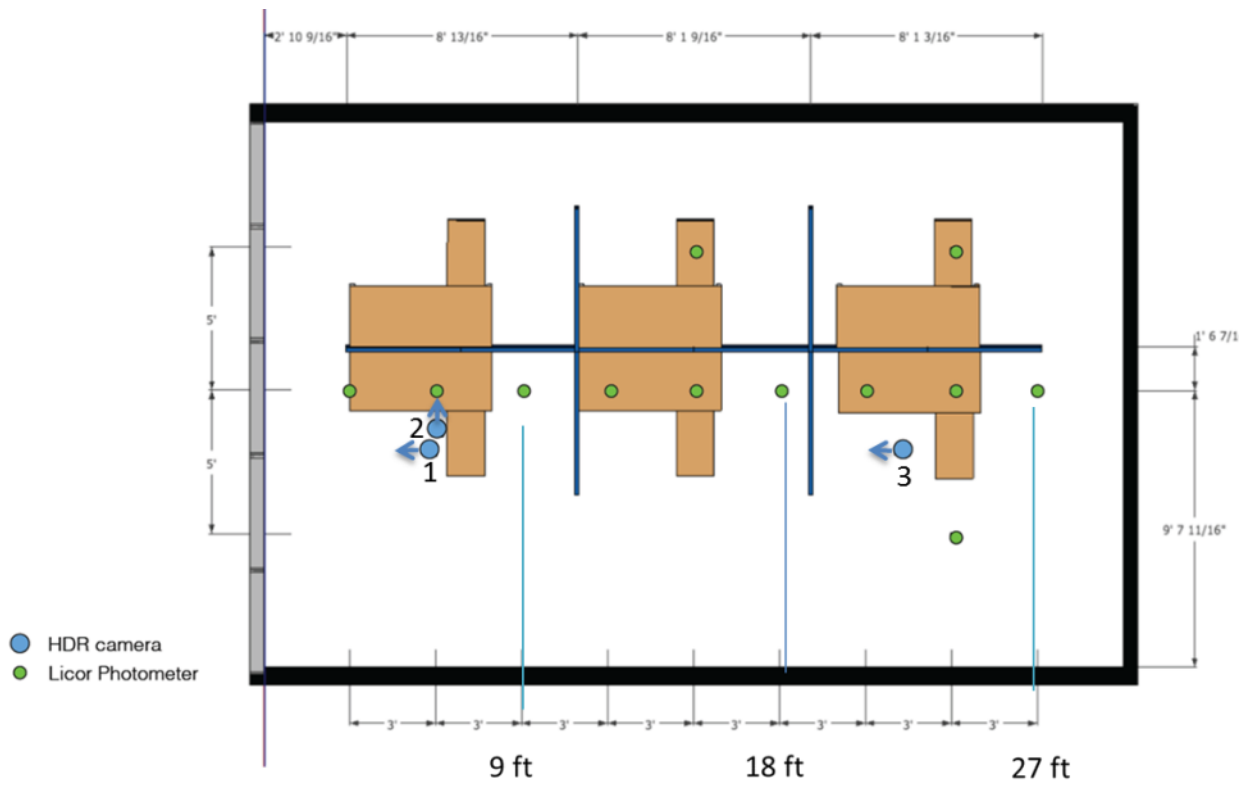 2' 10 9/16" 8' 13/16" 8' 1 9/16" 8' 1 3/16"
5'
1' 6 7/1
2
1
3
5'
9' 7 11/16"
HDR camera
Licor Photometer
3' 3' 3' 3' 3' 3' 3' 3'
9 ft 18 ft 27 ft